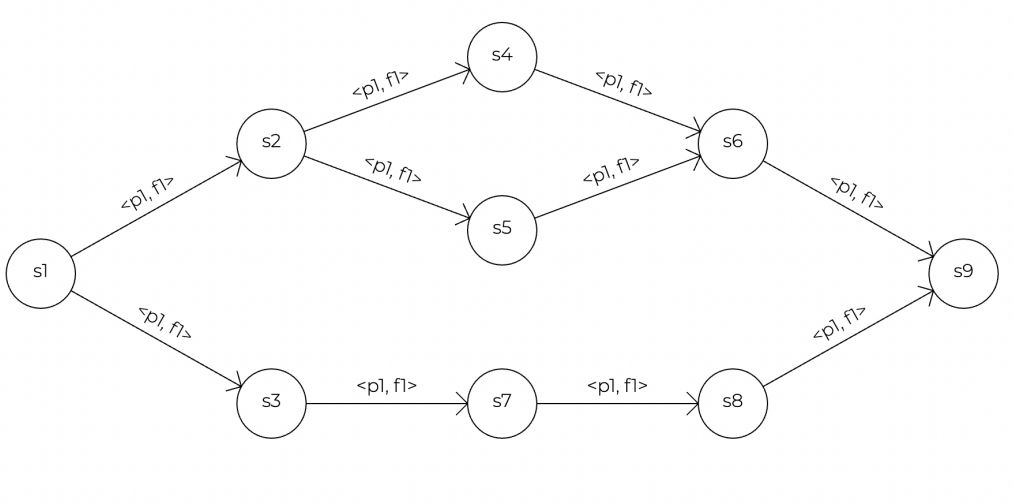 s4
<p1, f1>
<p1, f1>
s2
s6
<p1, f1>
<p1, f1>
<p1, f1>
<p1, f1>
s5
s1
s9
<p1, f1>
<p1, f1>
<p1, f1>
<p1, f1>
s3
s7
s8